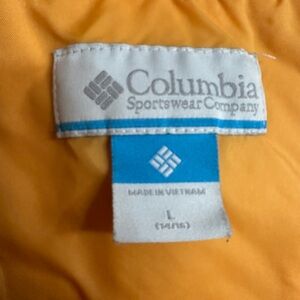 Columbia
Sportswear Company
MADE IN VIETNAM
L
(14/16)